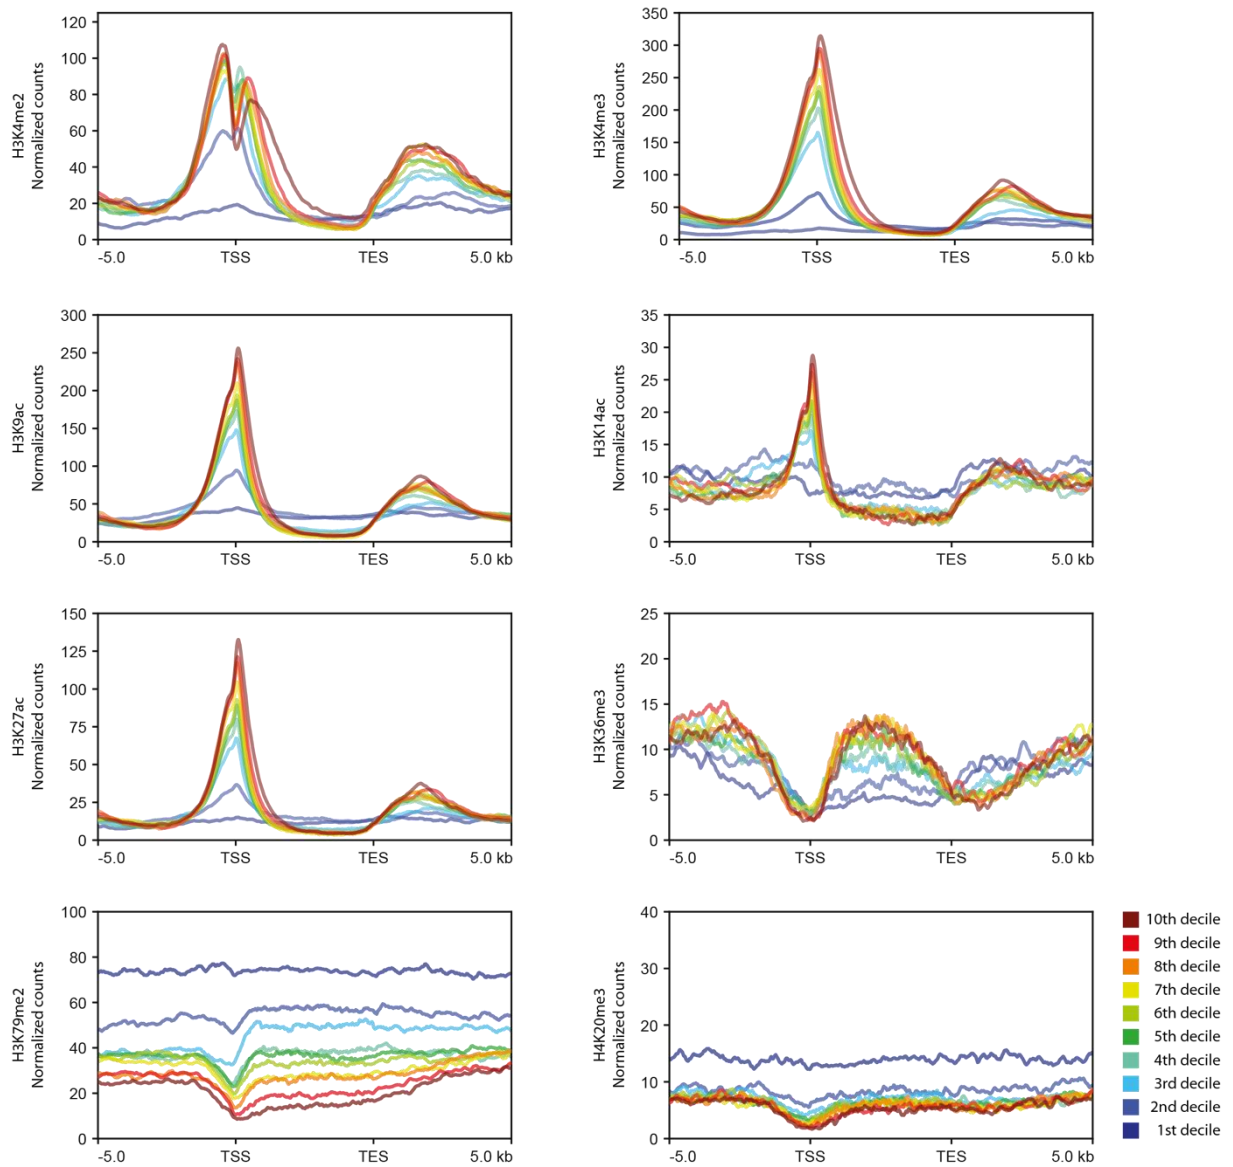 H3K4me2
Normalized counts
120
100
80
60
40
20
0
-5.0 TSS TES 5.0 kb
H3K4me3
Normalized counts
350
300
250
200
150
100
50
0
-5.0 TSS TES 5.0 kb
H3K9ac
Normalized counts
300
250
200
150
100
50
0
-5.0 TSS TES 5.0 kb
H3K14ac
Normalized counts
35
30
25
20
15
10
5
0
-5.0 TSS TES 5.0 kb
H3K27ac
Normalized counts
150
125
100
75
50
25
0
-5.0 TSS TES 5.0 kb
H3K36me3
Normalized counts
25
20
15
10
5
0
-5.0 TSS TES 5.0 kb
H3K79me2
Normalized counts
100
80
60
40
20
0
-5.0 TSS TES 5.0 kb
H4K20me3
Normalized counts
40
30
20
10
0
-5.0 TSS TES 5.0 kb
10th decile
9th decile
8th decile
7th decile
6th decile
5th decile
4th decile
3rd decile
2nd decile
1st decile